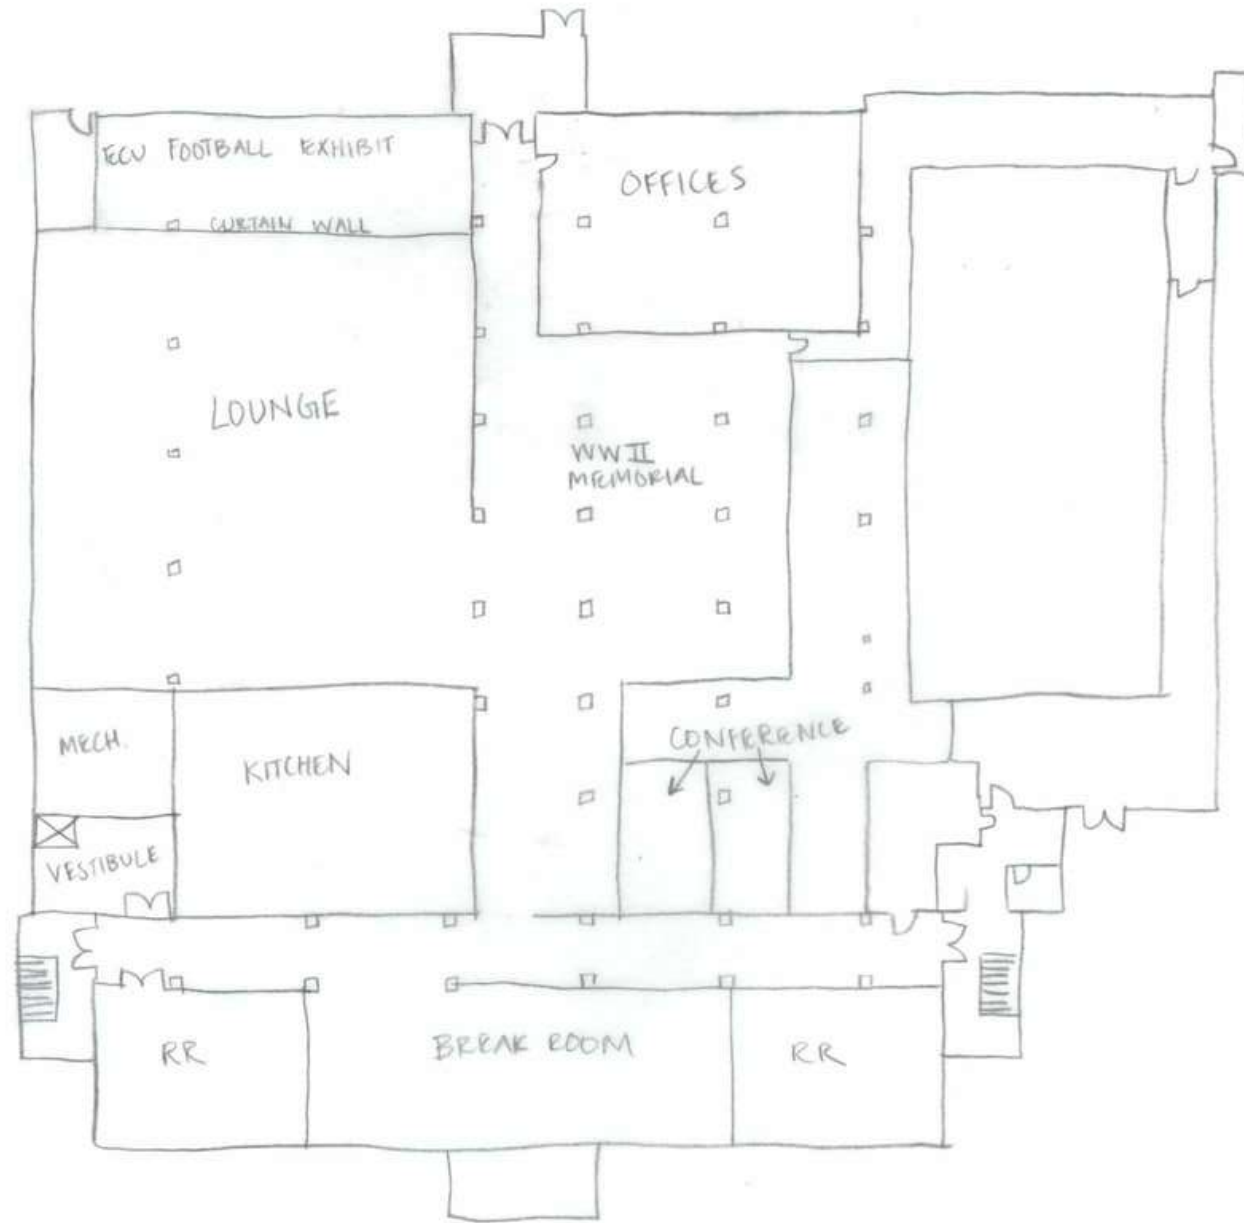 ECU FOOTBALL EXHIBIT
OFFICES
CURTAIN WALL
LOUNGE
WW II
MEMORIAL
MECH.
KITCHEN
CONFERENCE
VESTIBULE
RR
BREAK ROOM
RR